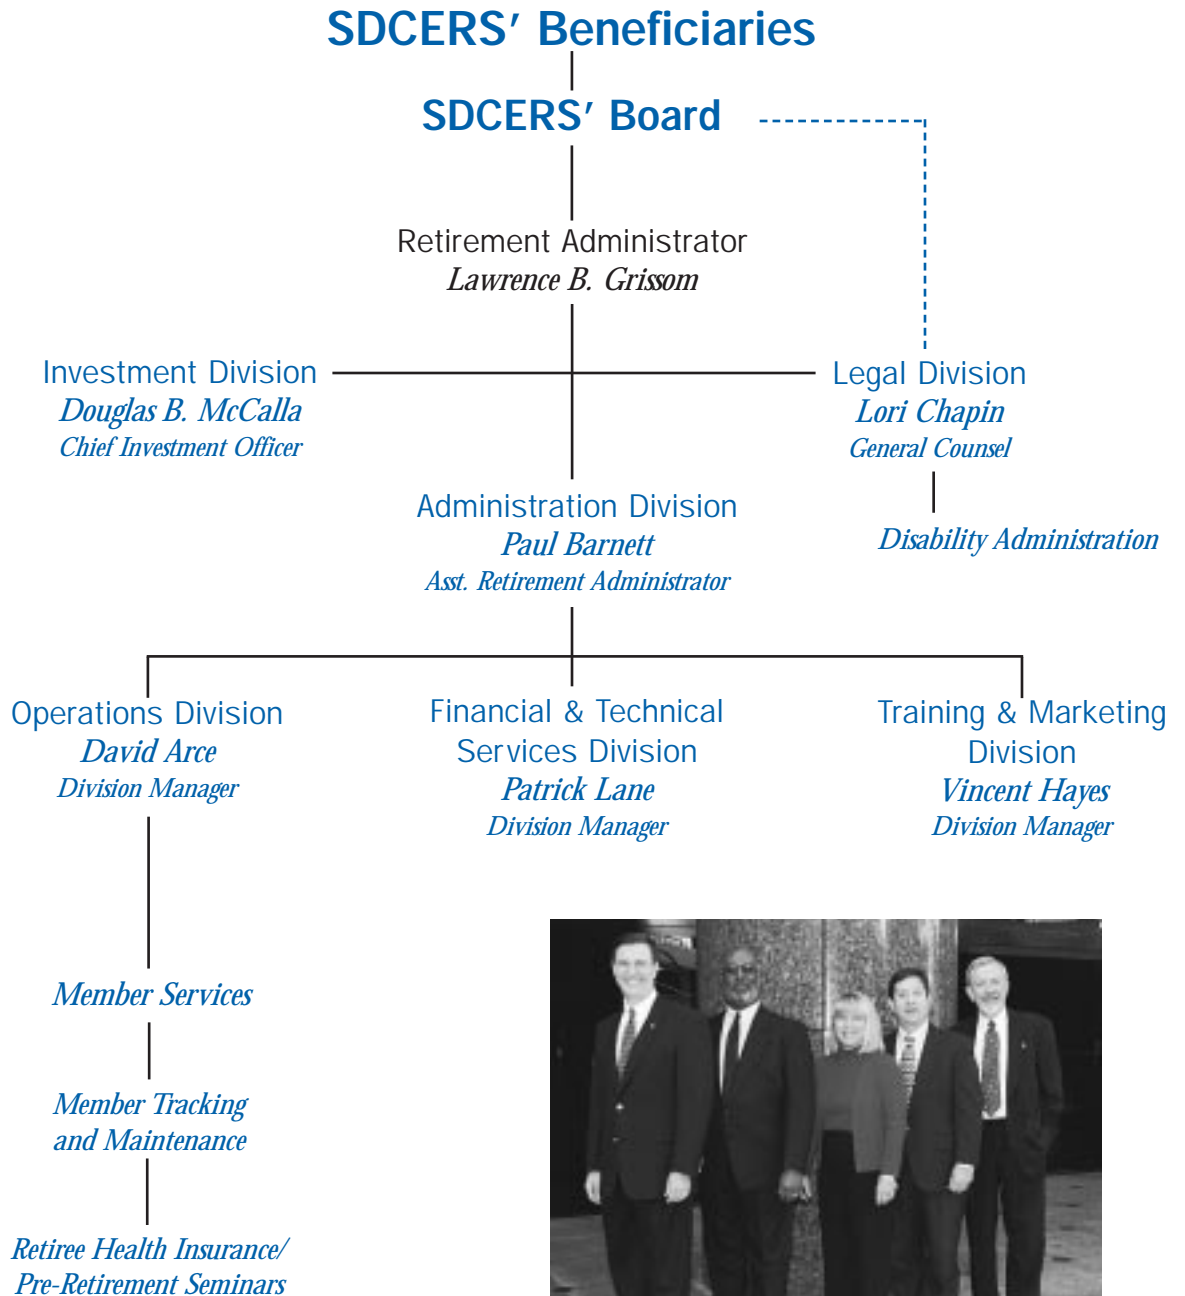 SDCERS' Beneficiaries
SDCERS' Board
Retirement Administrator
Lawrence B. Grissom
Investment Division
Douglas B. McCalla
Chief Investment Officer
Legal Division
Lori Chapin
General Counsel
Disability Administration
Administration Division
Paul Barnett
Asst. Retirement Administrator
Operations Division
David Arce
Division Manager
Financial & Technical
Services Division
Patrick Lane
Division Manager
Training & Marketing
Division
Vincent Hayes
Division Manager
Member Services
Member Tracking
and Maintenance
Retiree Health Insurance/
Pre-Retirement Seminars